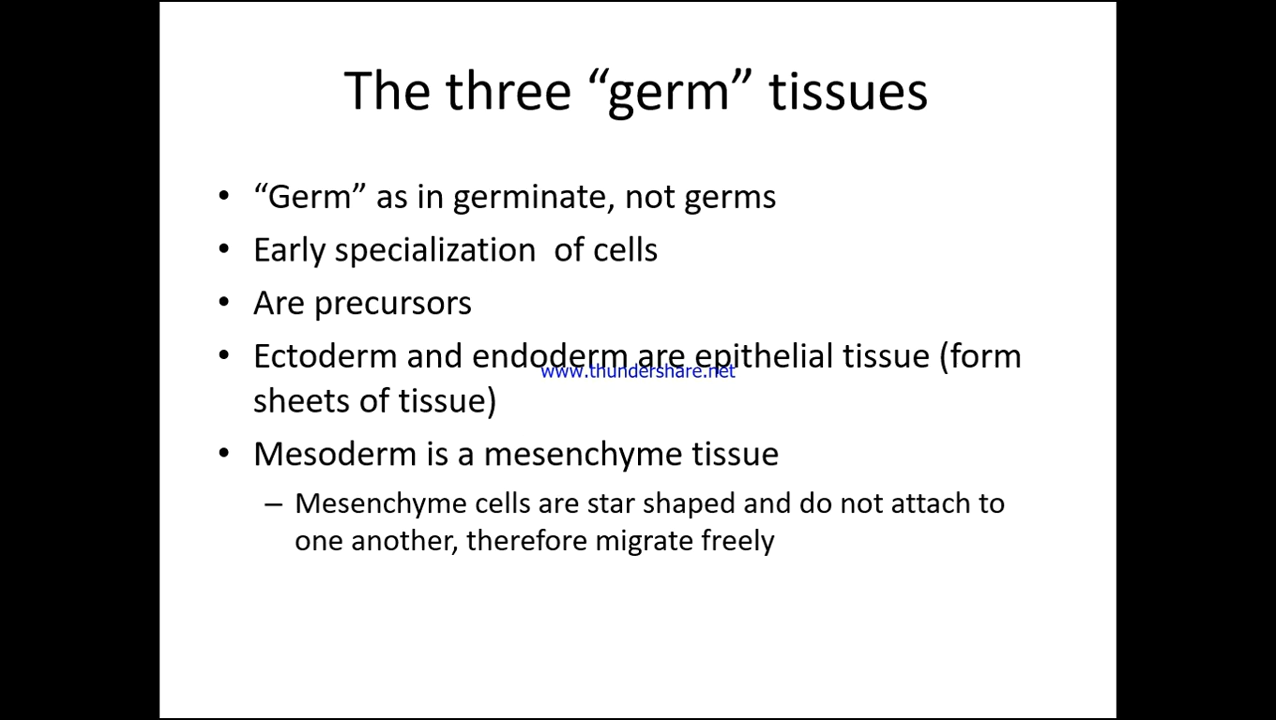 The three “germ” tissues
• “Germ” as in germinate, not germs
• Early specialization  of cells
• Are precursors
• Ectoderm and endoderm are epithelial tissue (form
www.thundershare.net
sheets of tissue)
• Mesoderm is a mesenchyme tissue
– Mesenchyme cells are star shaped and do not attach to
one another, therefore migrate freely